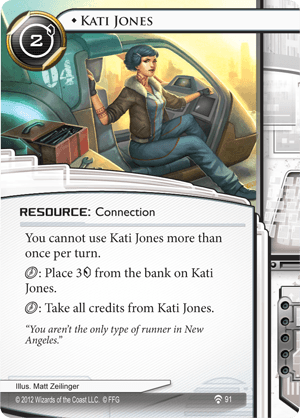 2
• Kati Jones
RESOURCE: Connection
You cannot use Kati Jones more than
once per turn.
: Place 3 from the bank on Kati
Jones.
: Take all credits from Kati Jones.
“You aren’t the only type of runner in New
Angeles.”
Illus. Matt Zeilinger
© 2012 Wizards of the Coast LLC. © FFG
91